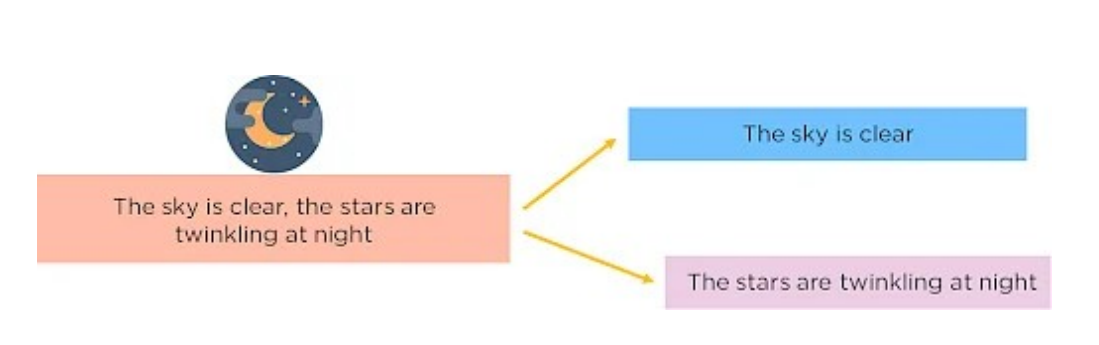 The sky is clear, the stars are
twinkling at night
The sky is clear
The stars are twinkling at night